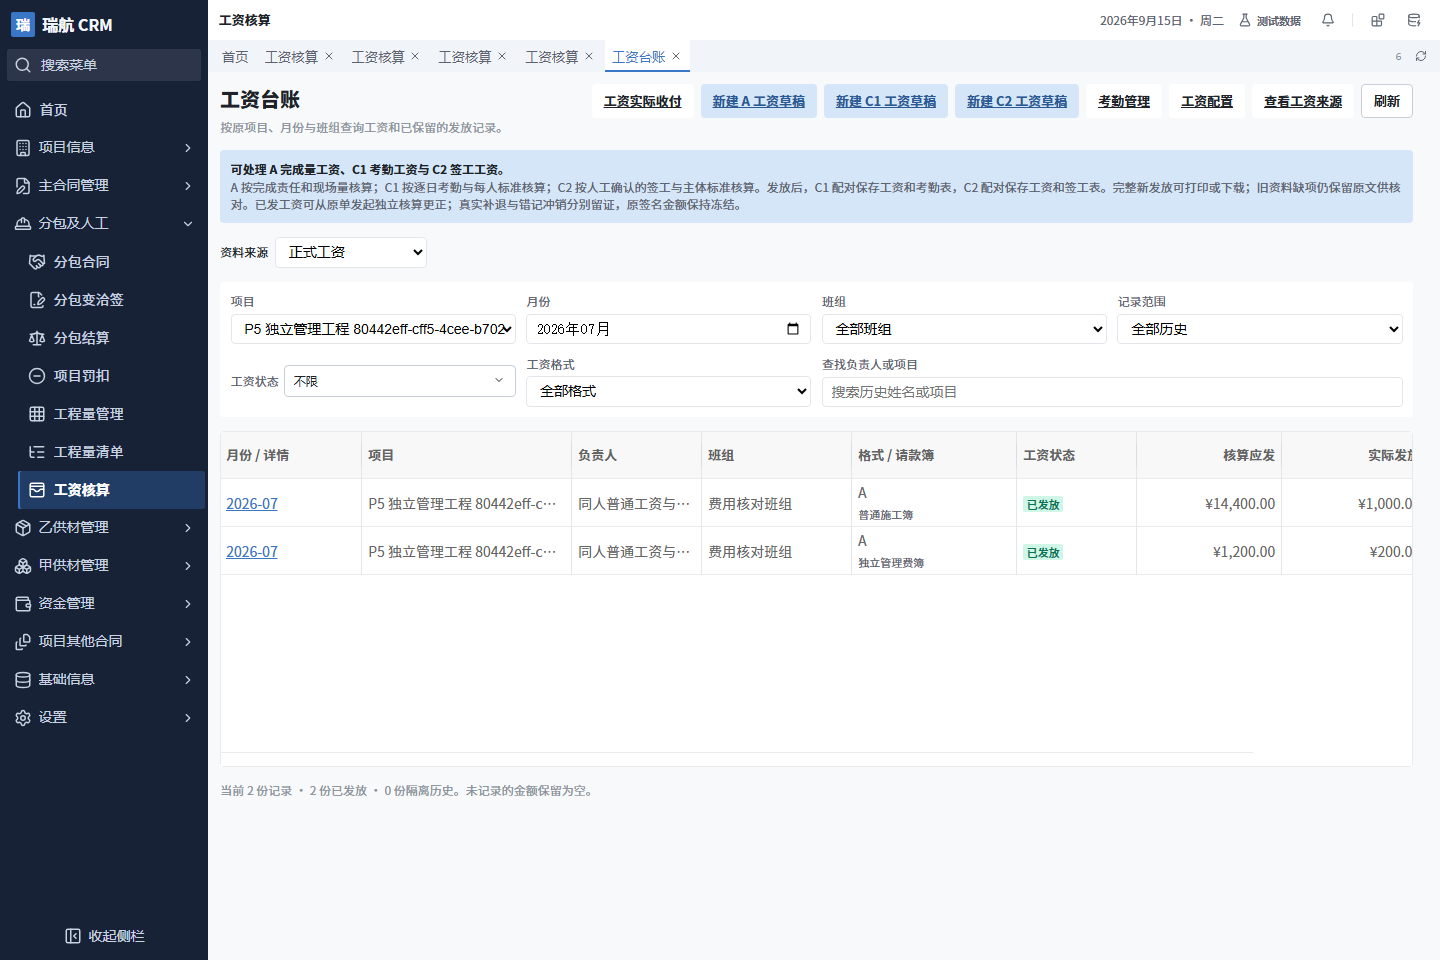 瑞 瑞航 CRM
搜索菜单
首页
项目信息
主合同管理
分包及人工
分包合同
分包变洽签
分包结算
项目罚扣
工程量管理
工程量清单
工资核算
乙供材管理
甲供材管理
资金管理
项目其他合同
基础信息
设置
收起侧栏
工资核算
2026年9月15日 • 周二 测试数据
首页 工资核算 工资核算 工资核算 工资核算 工资台账 6
工资台账
按原项目、月份与班组查询工资和已保留的发放记录。
工资实际收付 新建 A 工资草稿 新建 C1 工资草稿 新建 C2 工资草稿 考勤管理 工资配置 查看工资来源 刷新
可处理 A 完成量工资、C1 考勤工资与 C2 签工工资。
A 按完成责任和现场量核算；C1 按逐日考勤与每人标准核算；C2 按人工确认的签工与主体标准核算。发放后，C1 配对保存工资和考勤表，C2 配对保存工资和签工表。完整新发放可打印或下载；旧资料缺项仍保留原文供核
对。已发工资可从原单发起独立核算更正；真实补退与错记冲销分别留证，原签名金额保持冻结。
资料来源 正式工资
项目 月份 班组 记录范围
P5 独立管理工程 80442eff-cff5-4cee-b702 2026年07月 全部班组 全部历史
工资状态 不限
工资格式
全部格式
查找负责人或项目
搜索历史姓名或项目
月份 / 详情 项目 负责人 班组 格式 / 请款簿 工资状态 核算应发 实际发放
2026-07 P5 独立管理工程 80442eff-c··· 同人普通工资与··· 费用核对班组 A 普通施工簿 已发放 ¥14,400.00 ¥1,000.0
2026-07 P5 独立管理工程 80442eff-c··· 同人普通工资与··· 费用核对班组 A 独立管理费簿 已发放 ¥1,200.00 ¥200.0
当前 2 份记录 • 2 份已发放 • 0 份隔离历史。未记录的金额保留为空。